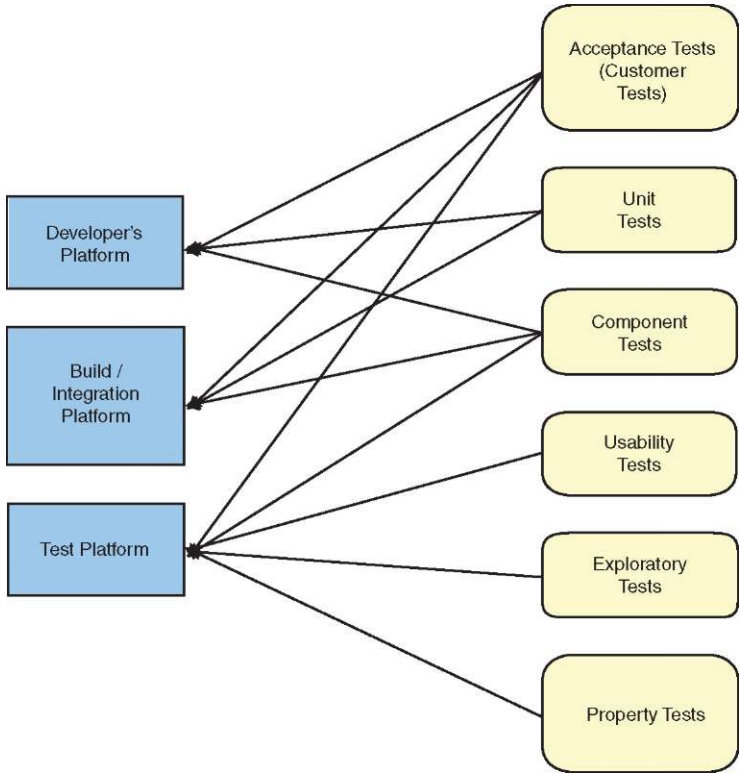 Acceptance Tests
(Customer
Tests)
Unit
Tests
Developer's
Platform
Component
Tests
Build /
Integration
Platform
Usability
Tests
Test Platform
Exploratory
Tests
Property Tests